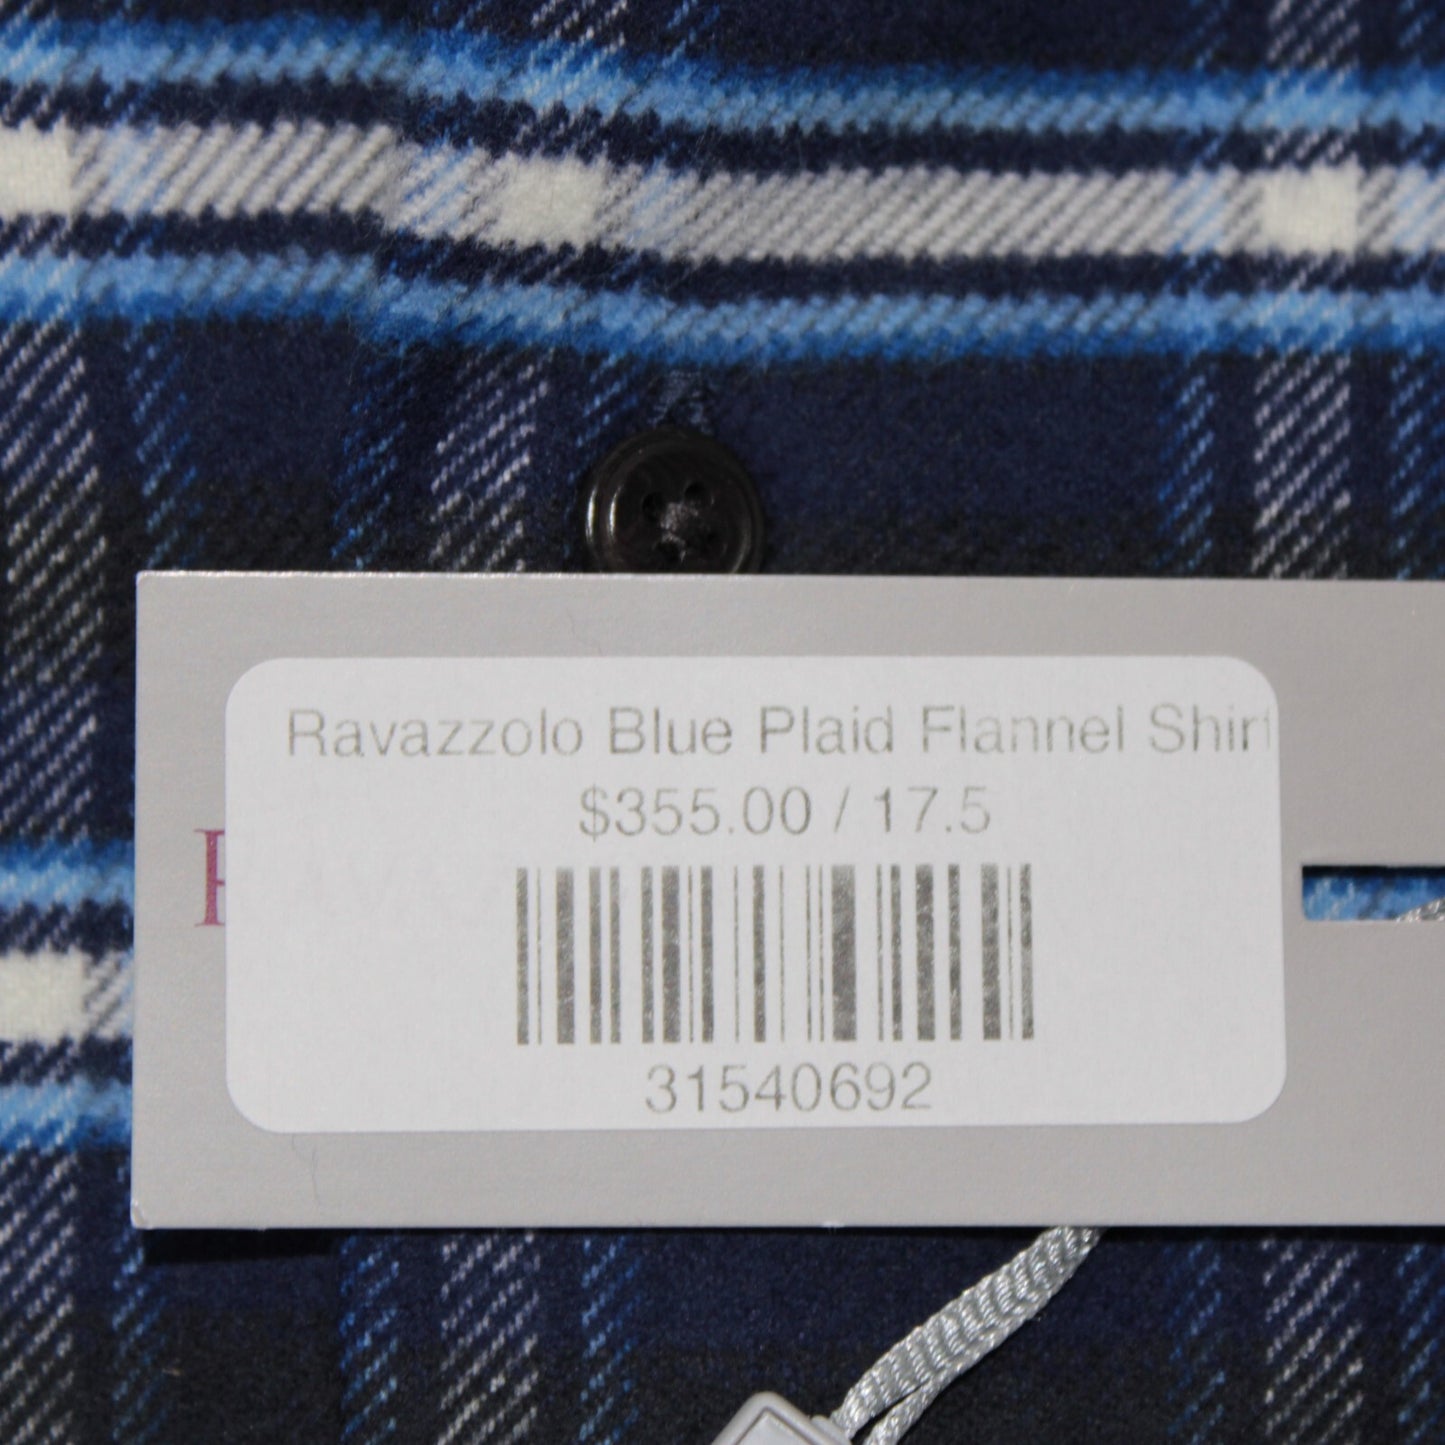 Ravazzolo Blue Plaid Flannel Shirt
$355.00 / 17.5
31540692